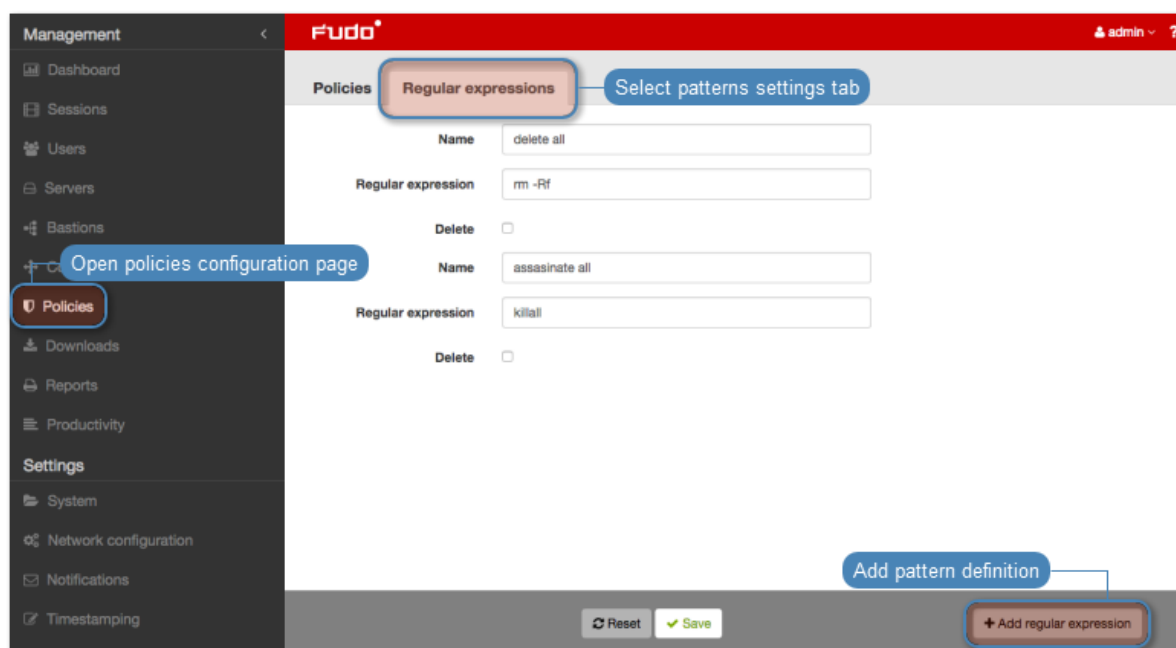 Management
Fudo
admin
?
Dashboard
Policies
Regular expressions
Select patterns settings tab
Sessions
Name
delete all
Users
Regular expression
rm -Rf
Servers
Delete
Bastions
Open policies configuration page
Name
assasinate all
Policies
Regular expression
killall
Downloads
Delete
Reports
Productivity
Settings
System
Network configuration
Add pattern definition
Notifications
Timestamping
Reset
Save
+ Add regular expression